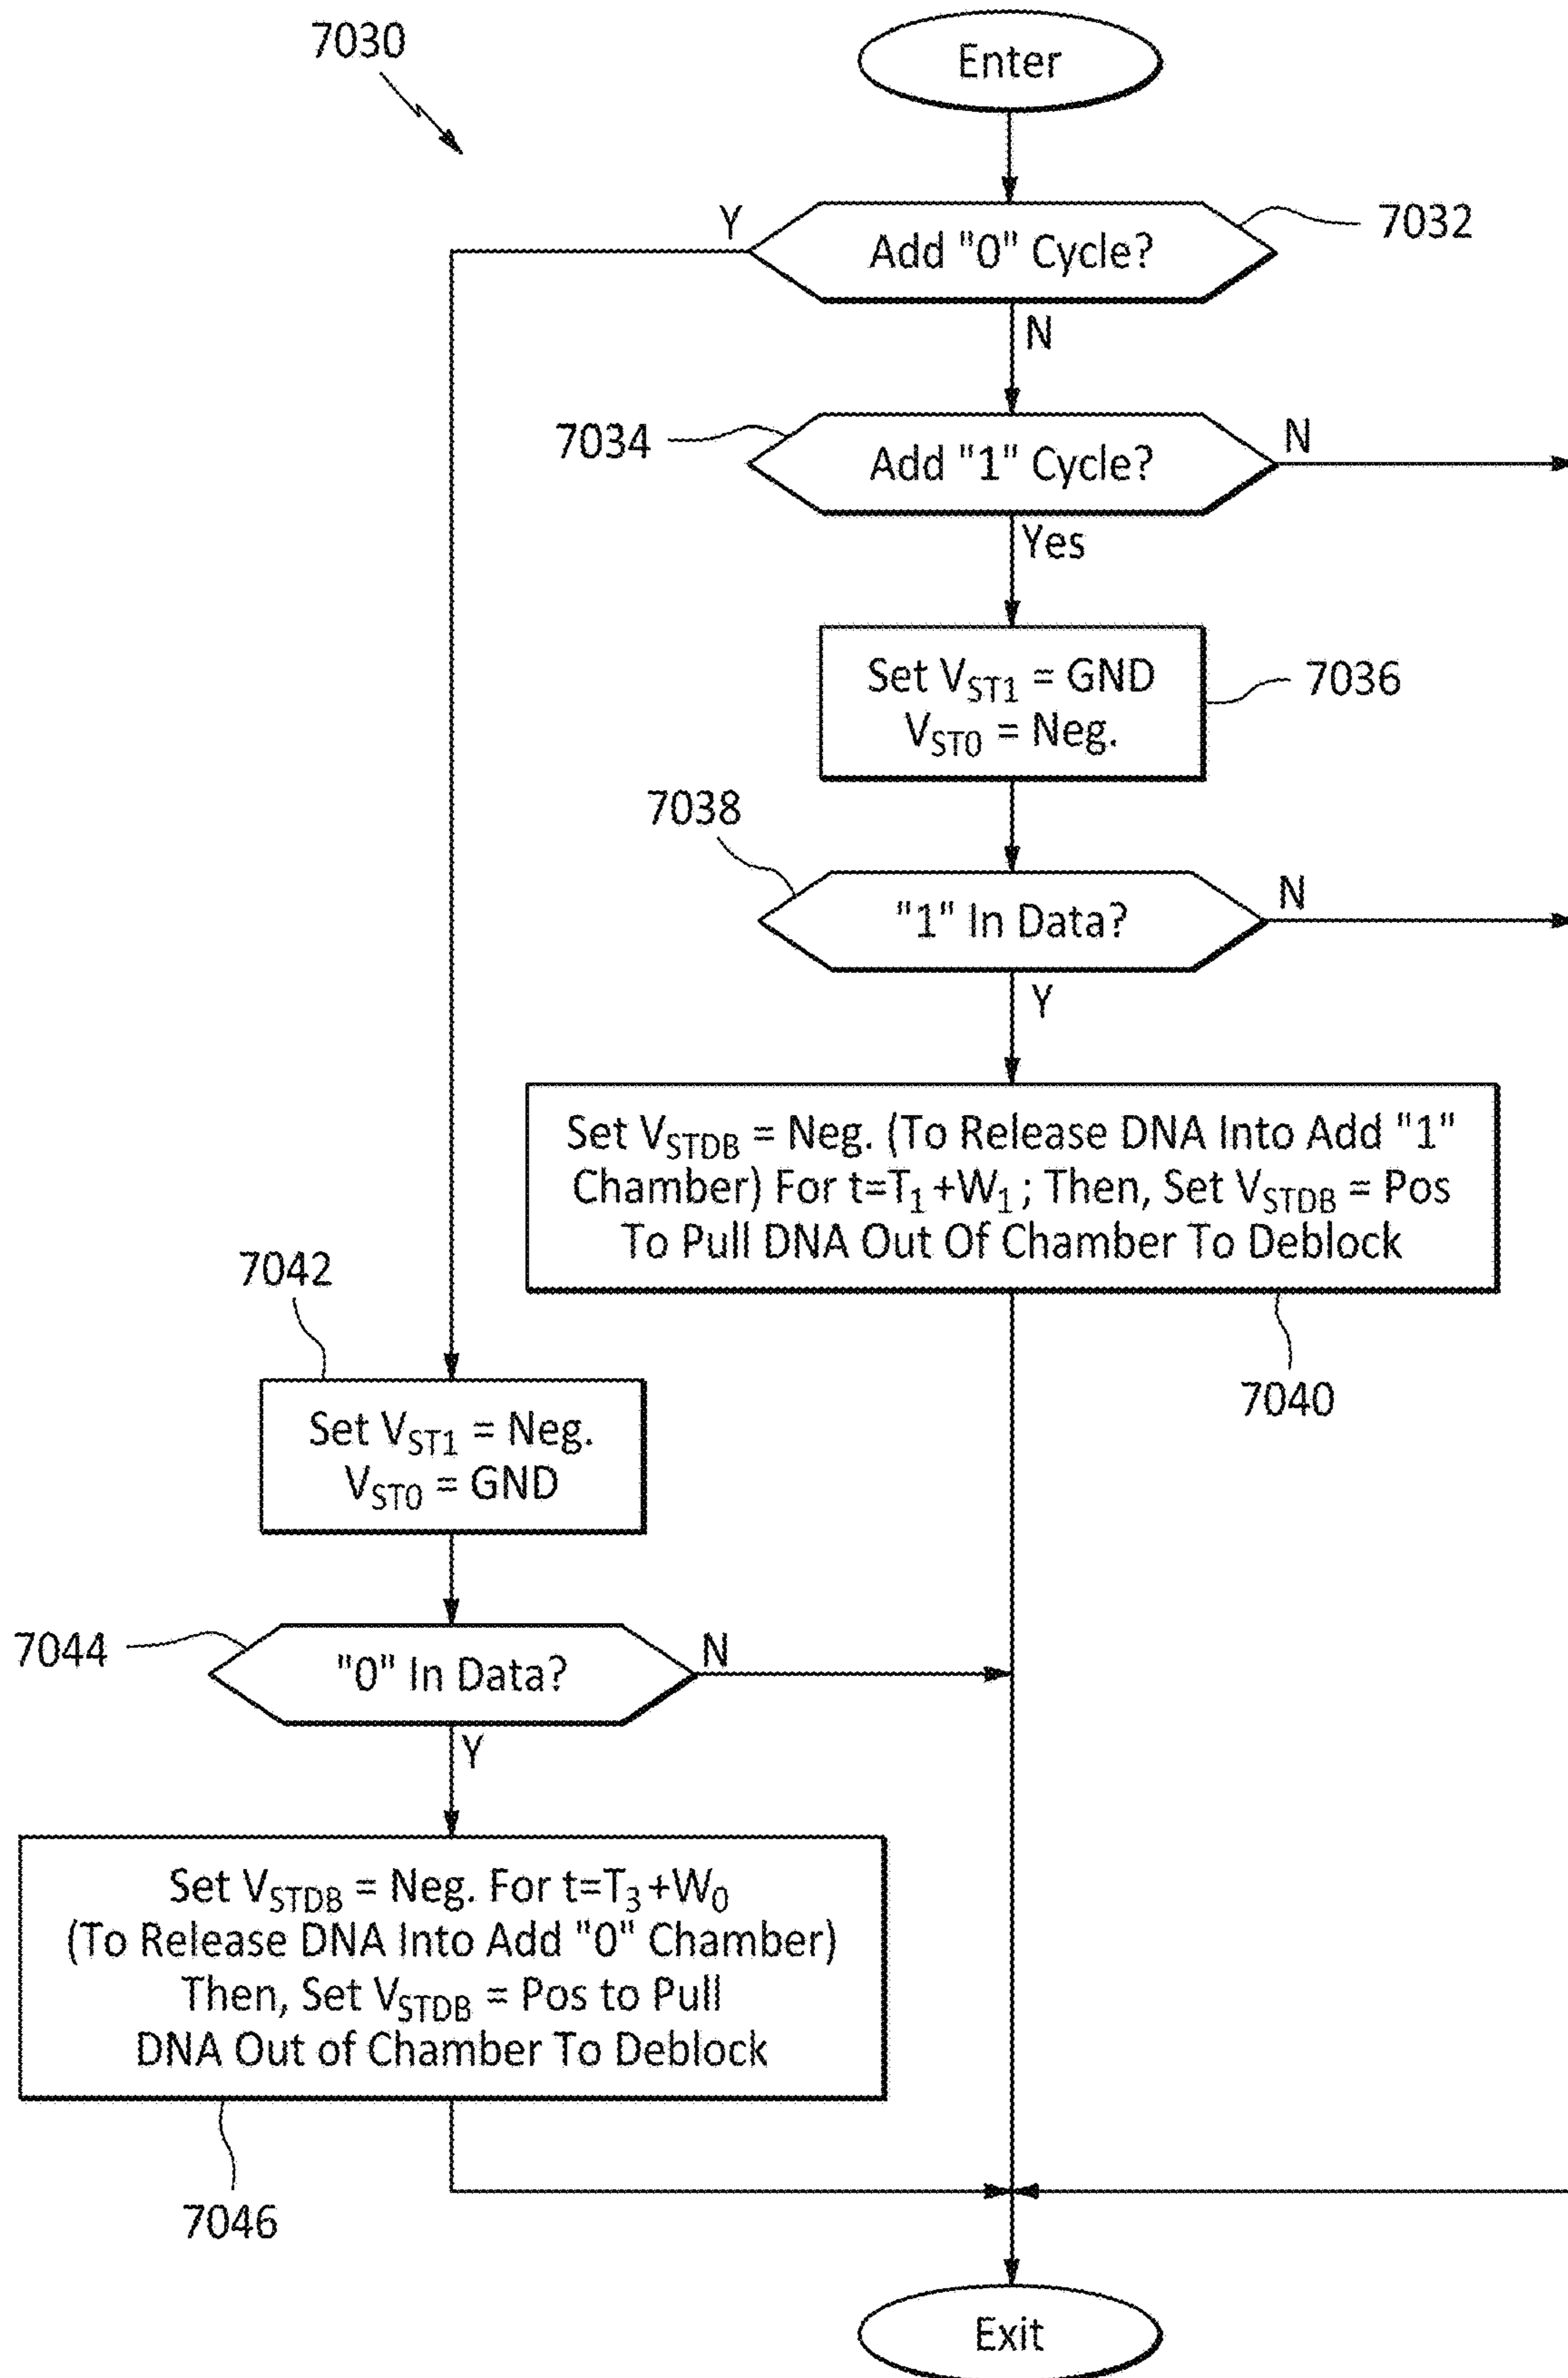 7030
Enter
Y
Add "0" Cycle?
7032
N
7034
Add "1" Cycle?
N
Yes
Set VST1 = GND
VST0 = Neg.
7036
7038
"1" In Data?
N
Y
Set VSTDB = Neg. (To Release DNA Into Add "1"
Chamber) For t=T1+W1; Then, Set VSTDB = Pos
To Pull DNA Out Of Chamber To Deblock
7040
7042
Set VST1 = Neg.
VST0 = GND
7044
"0" In Data?
N
Y
Set VSTDB = Neg. For t=T3+W0
(To Release DNA Into Add "0" Chamber)
Then, Set VSTDB = Pos to Pull
DNA Out of Chamber To Deblock
7046
Exit